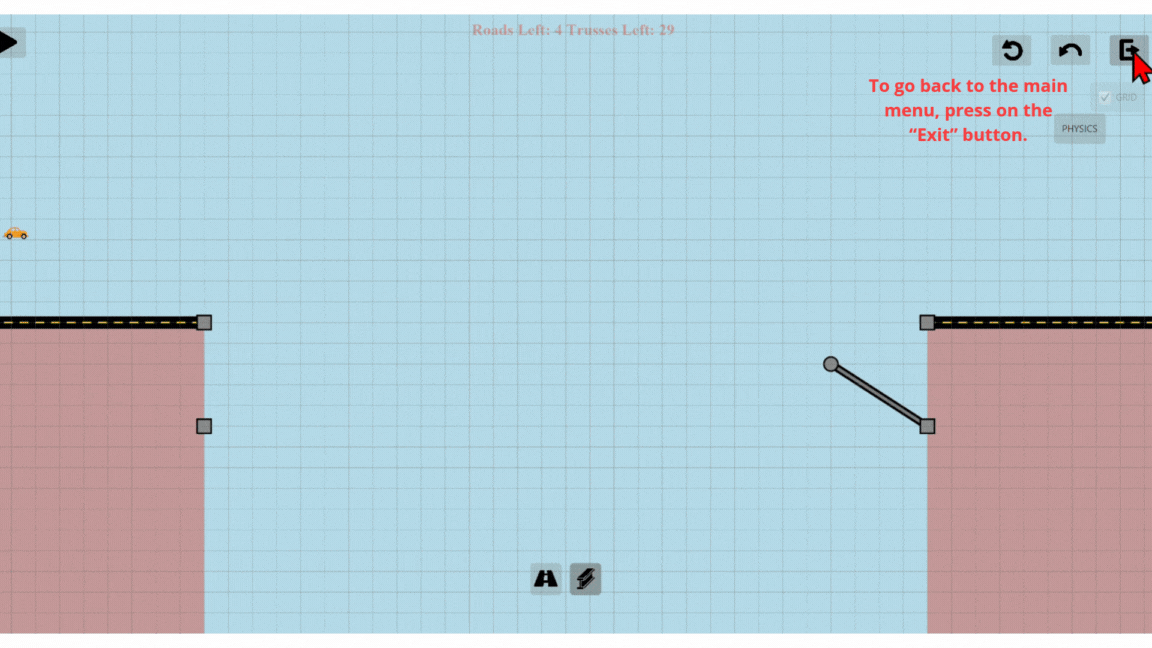 Roads Left: 4 Trusses Left: 29
To go back to the main
menu, press on the
“Exit” button.
GRID
PHYSICS